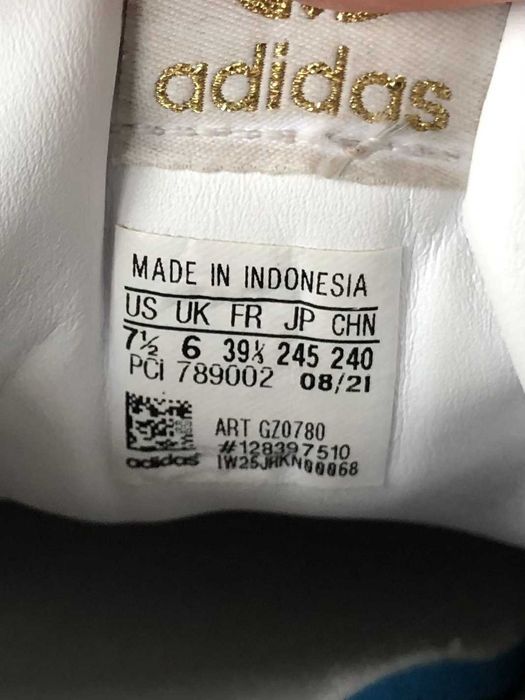 adidas
MADE IN INDONESIA
US UK FR JP CHN
7½ 6 39⅓ 245 240
PCI 789002 08/21
ART GZ0780
#128397510
adidas 1W25JHKN00068